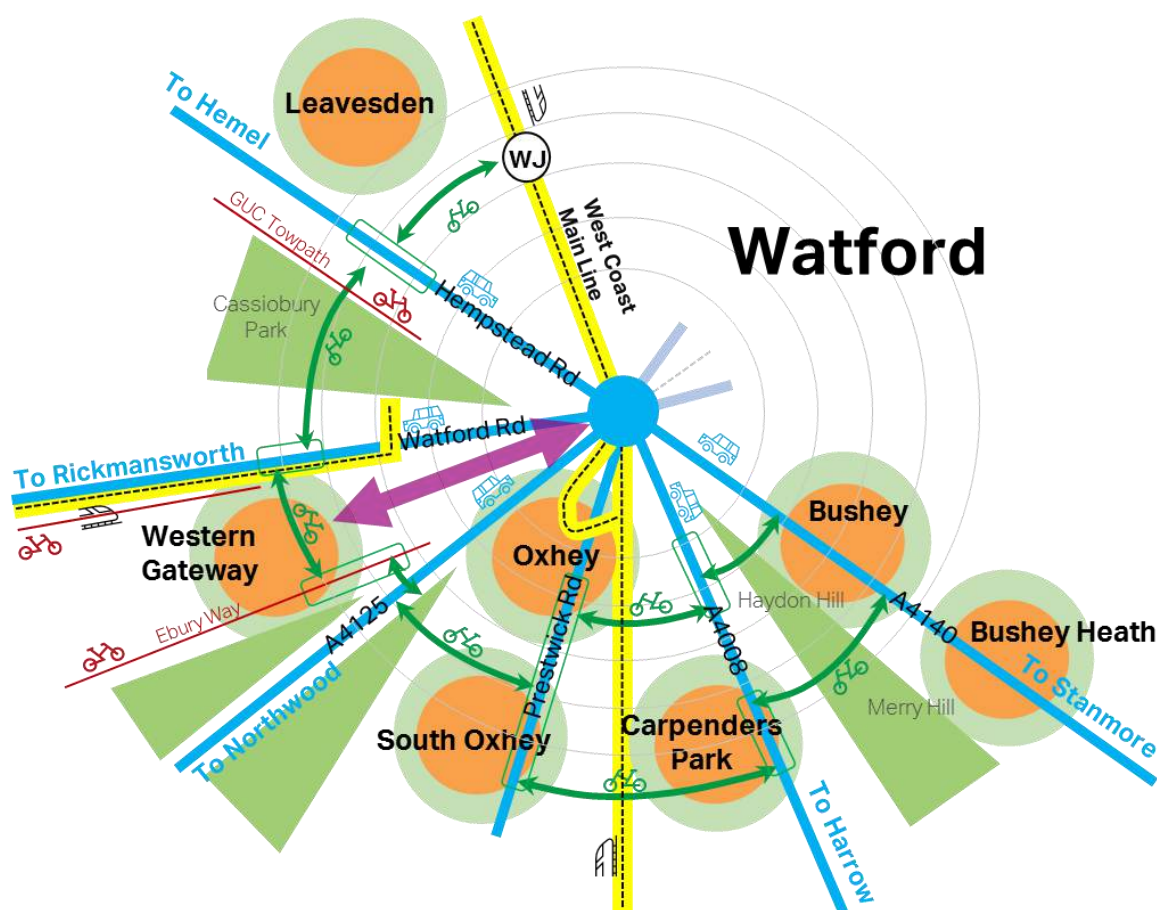 Leavesden
To Hemel
WJ
GUC Towpath
West Coast
Main Line
Watford
Cassiobury
Park
Hempstead Rd
Watford Rd
To Rickmansworth
Western
Gateway
Oxhey
Bushey
Ebury Way
A4125
Prestwick Rd
A4008
Haydon Hill
A4140
Bushey Heath
To Stanmore
To Northwood
South Oxhey
Carpenders
Park
Merry Hill
To Harrow